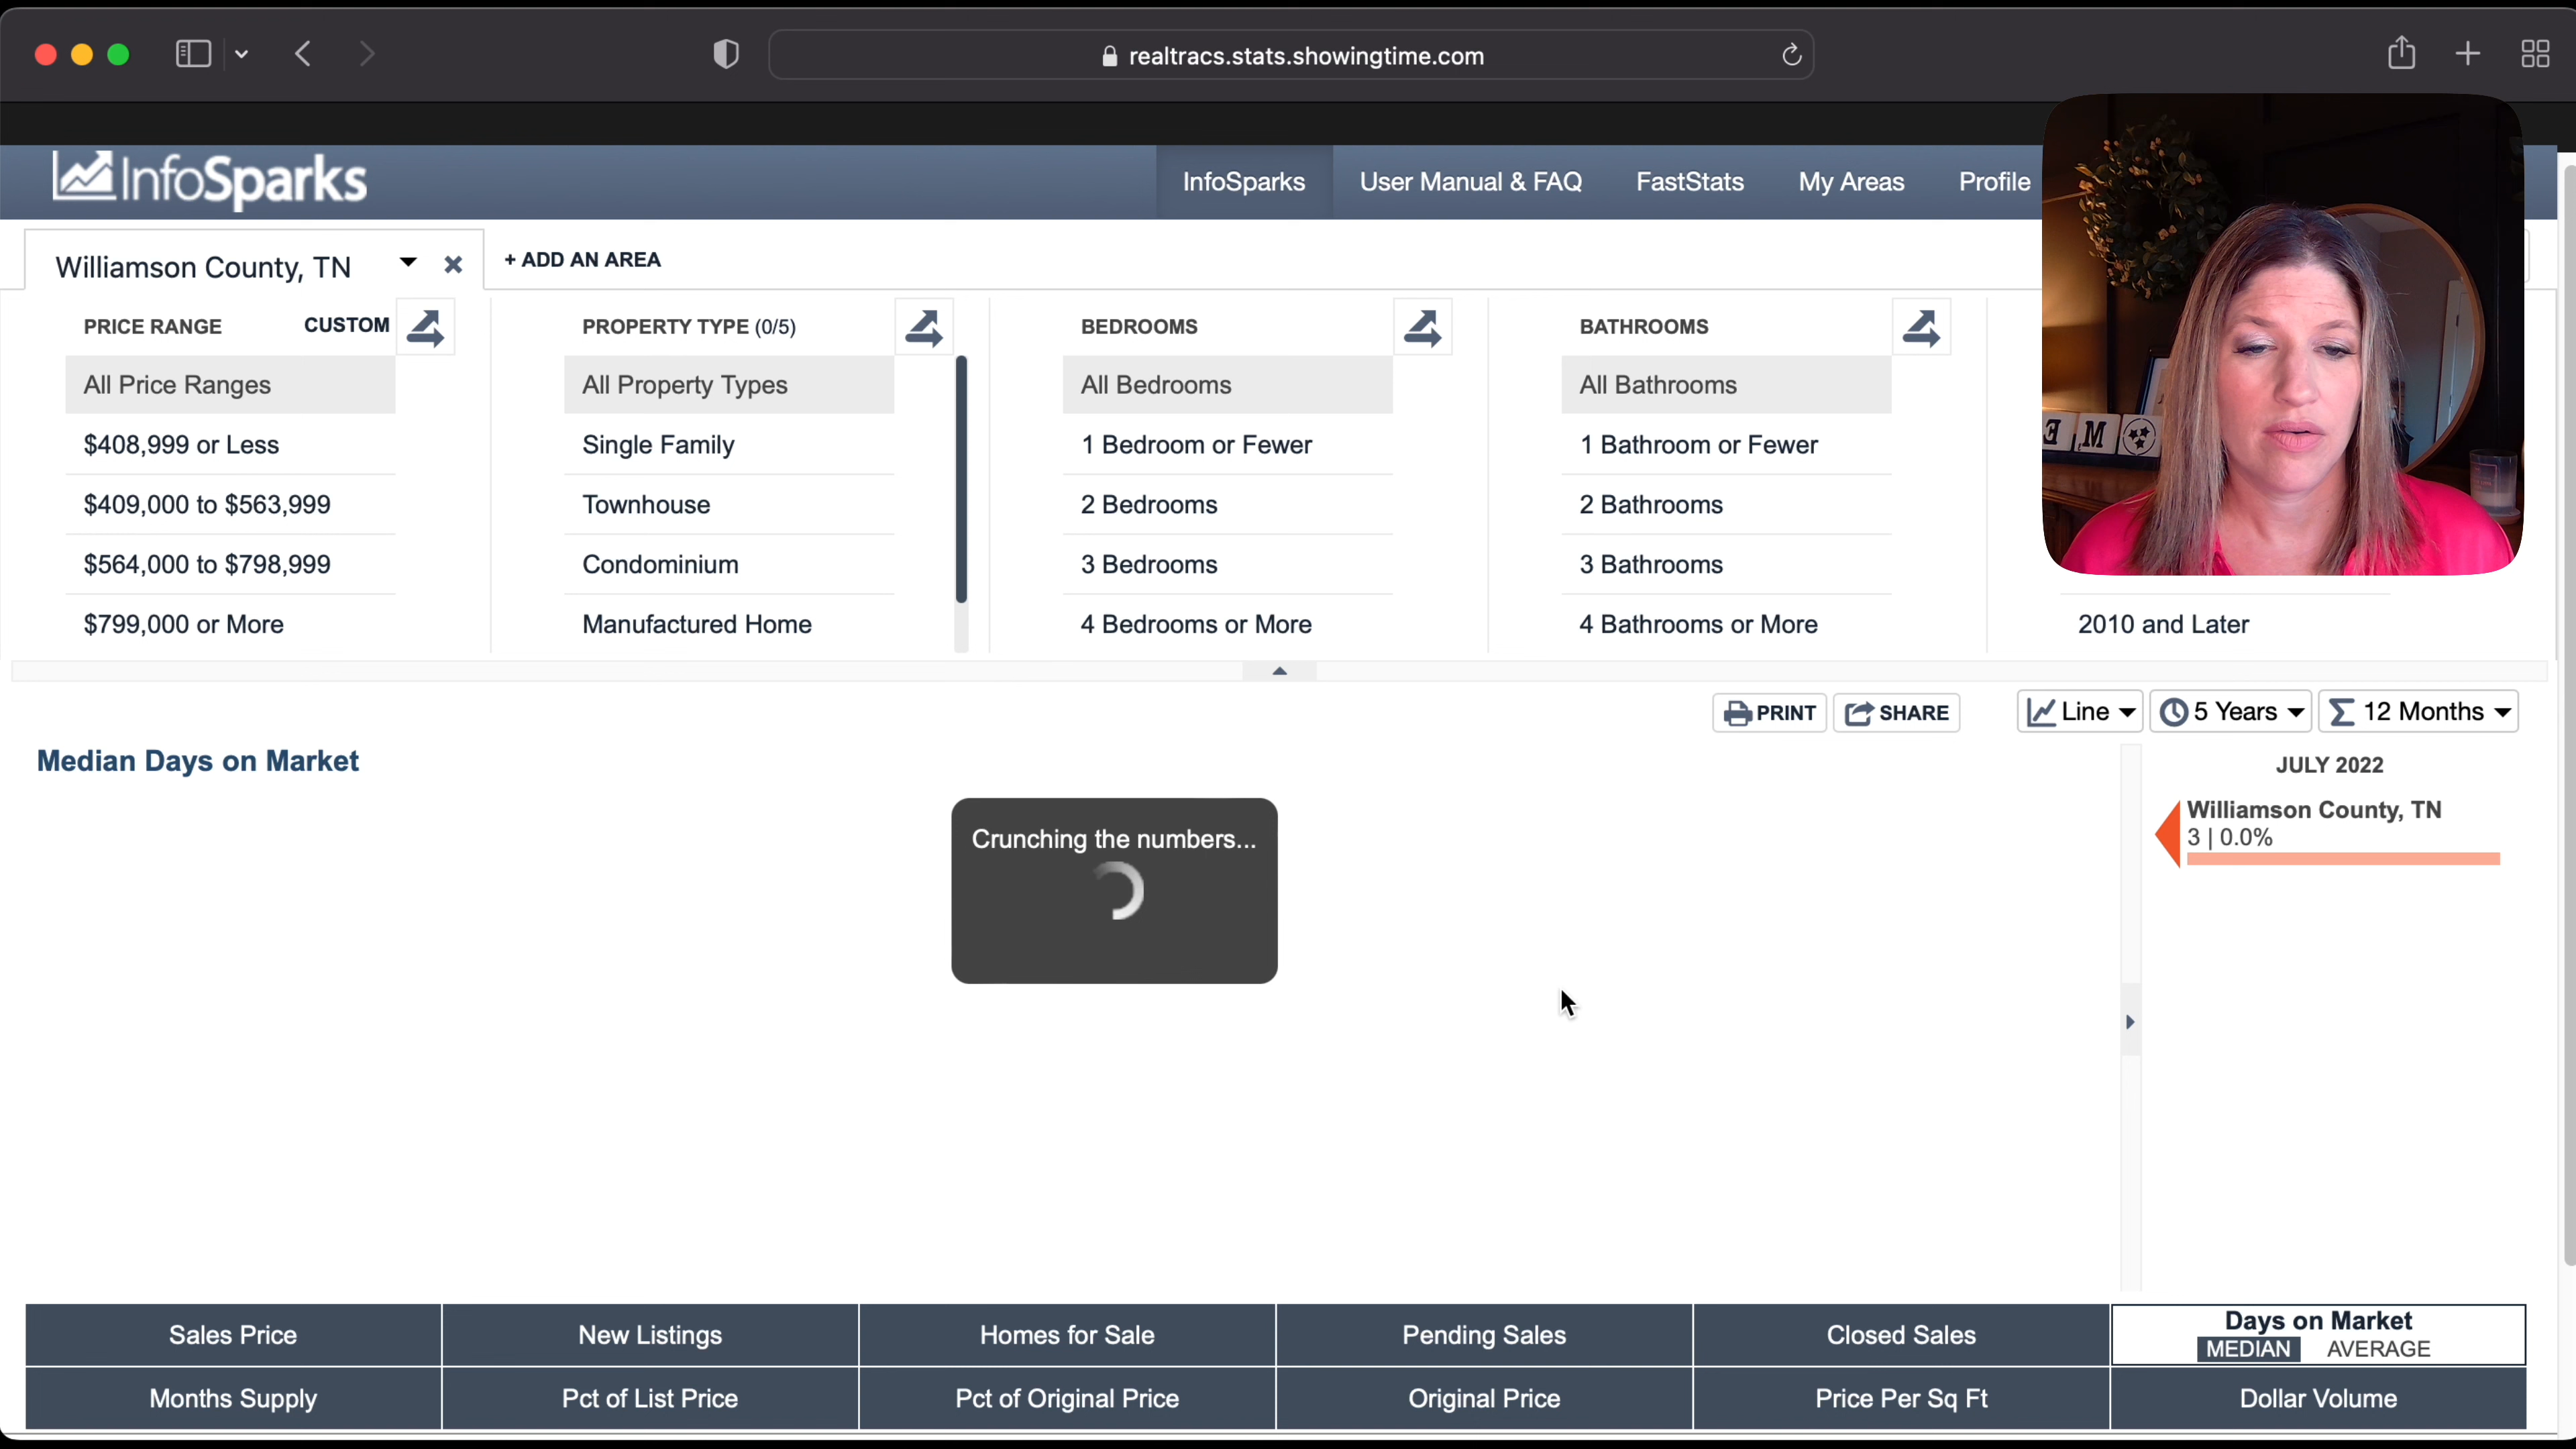 realtracs.stats.showingtime.com
InfoSparks
InfoSparks User Manual & FAQ FastStats My Areas Profile
Williamson County, TN
+ ADD AN AREA
PRICE RANGE CUSTOM
All Price Ranges
$408,999 or Less
$409,000 to $563,999
$564,000 to $798,999
$799,000 or More
PROPERTY TYPE (0/5)
All Property Types
Single Family
Townhouse
Condominium
Manufactured Home
BEDROOMS
All Bedrooms
1 Bedroom or Fewer
2 Bedrooms
3 Bedrooms
4 Bedrooms or More
BATHROOMS
All Bathrooms
1 Bathroom or Fewer
2 Bathrooms
3 Bathrooms
4 Bathrooms or More
2010 and Later
PRINT SHARE Line 5 Years 12 Months
Median Days on Market
Crunching the numbers...
JULY 2022
Williamson County, TN
3 | 0.0%
Sales Price New Listings Homes for Sale Pending Sales Closed Sales Days on Market
MEDIAN AVERAGE
Months Supply Pct of List Price Pct of Original Price Original Price Price Per Sq Ft Dollar Volume